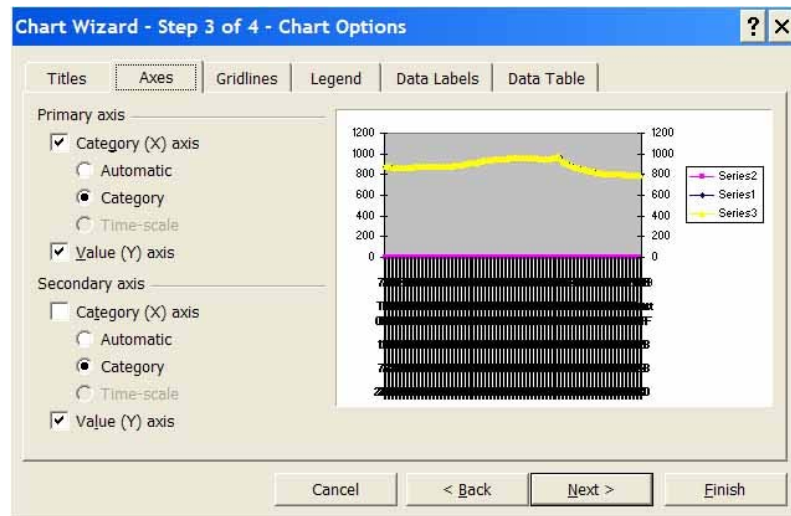 Chart Wizard - Step 3 of 4 - Chart Options
Titles
Axes
Gridlines
Legend
Data Labels
Data Table
Primary axis
Category (X) axis
Automatic
Category
Time-scale
Value (Y) axis
Secondary axis
Category (X) axis
Automatic
Category
Time-scale
Value (Y) axis
1200
1000
800
600
400
200
0
1200
1000
800
600
400
200
0
Series2
Series1
Series3
Cancel
< Back
Next >
Finish